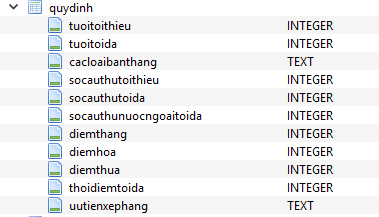 quydinh
tuoitoithieu INTEGER
tuoitoida INTEGER
cacloaibanthang TEXT
socauthutoithieu INTEGER
socauthutoida INTEGER
socauthunuocngoaitoida INTEGER
diemthang INTEGER
diemhoa INTEGER
diemthua INTEGER
thoidiemtoida INTEGER
uutienxephang TEXT